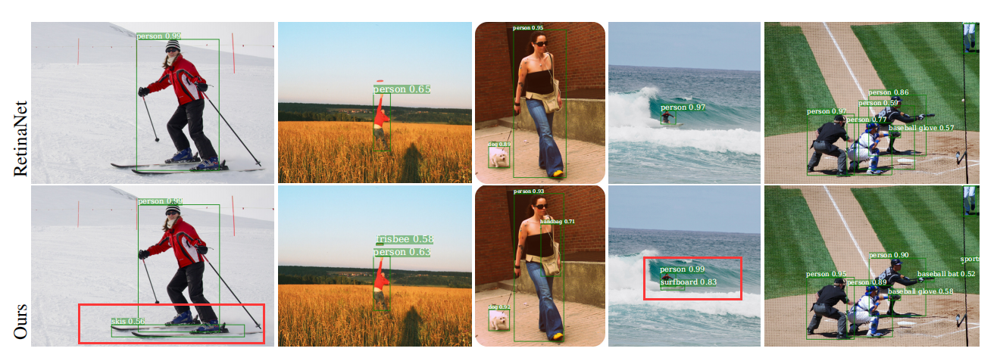 RetinaNet
person 0.99
person 0.65
person 0.95
dog 0.89
person 0.97
person 0.86
person 0.59
person 0.97
person 0.77
baseball glove 0.57
Ours
person 0.99
skis 0.56
frisbee 0.58
person 0.63
person 0.93
handbag 0.71
dog 0.92
person 0.99
surfboard 0.83
person 0.90
sports
baseball bat 0.52
person 0.95
person 0.89
baseball glove 0.58